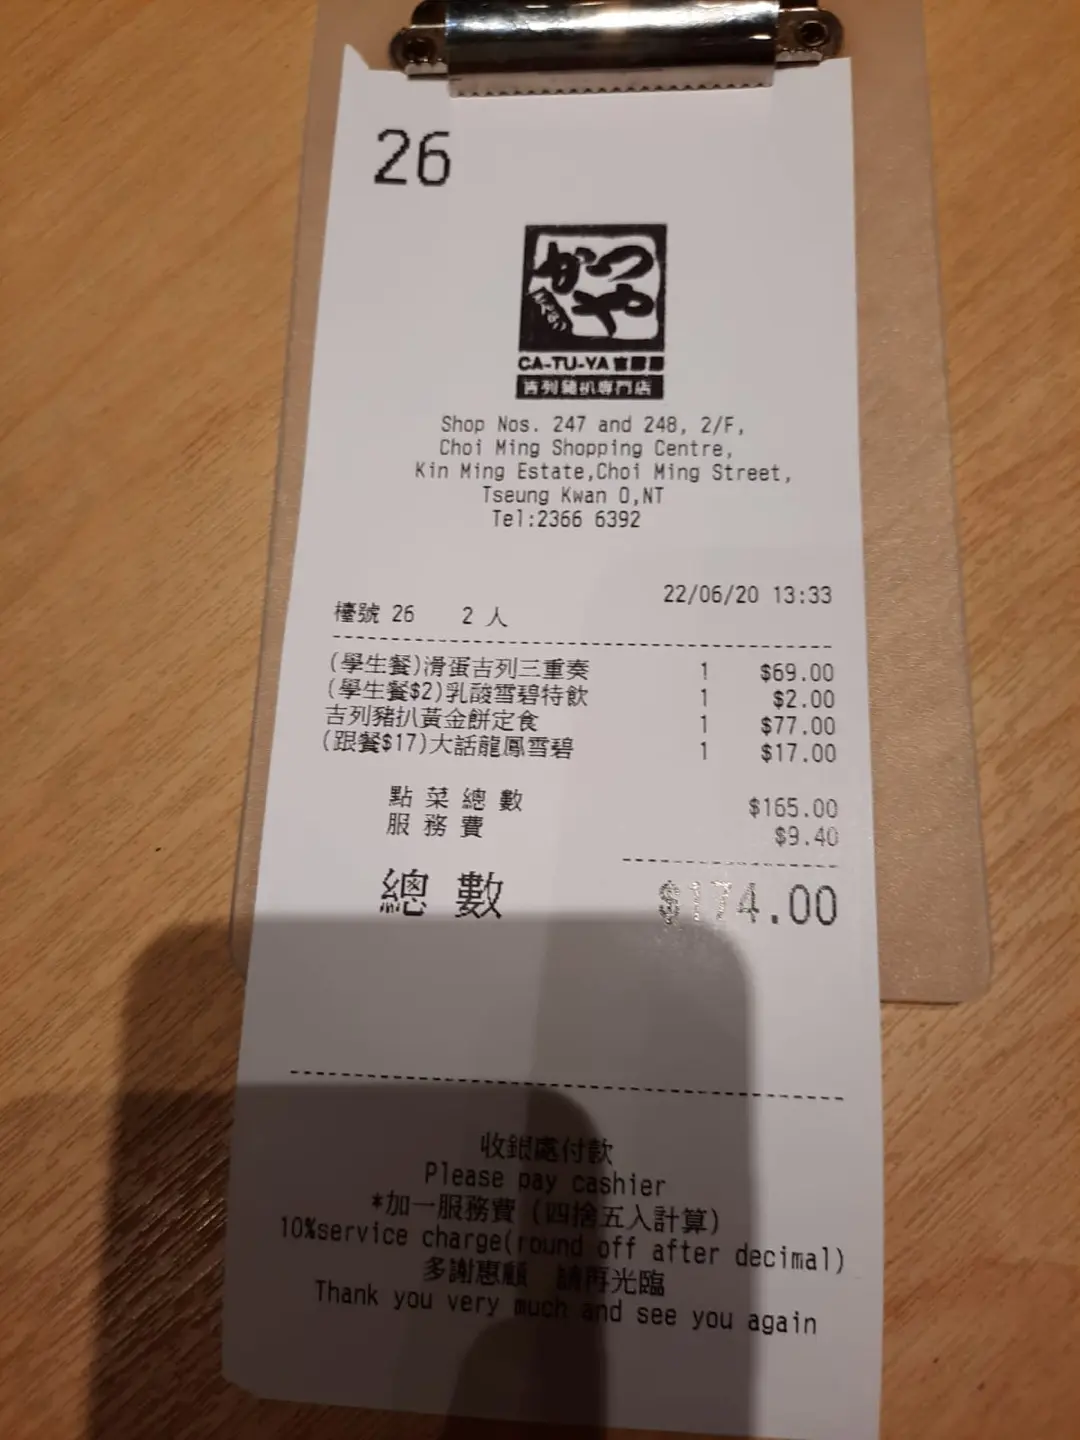 26
かつや
CA-TU-YA 吉豚屋
吉列豬扒專門店
Shop Nos. 247 and 248, 2/F,
Choi Ming Shopping Centre,
Kin Ming Estate,Choi Ming Street,
Tseung Kwan O,NT
Tel:2366 6392
22/06/20 13:33
檯號 26 2 人
(學生餐)滑蛋吉列三重奏 1 $69.00
(學生餐$2)乳酸雪碧特飲 1 $2.00
吉列豬扒黃金餅定食 1 $77.00
(跟餐$17)大話龍鳳雪碧 1 $17.00
點菜總數 $165.00
服務費 $9.40
總數 $174.00
收銀處付款
Please pay cashier
*加一服務費(四捨五入計算)
10%service charge(round off after decimal)
多謝惠顧 請再光臨
Thank you very much and see you again